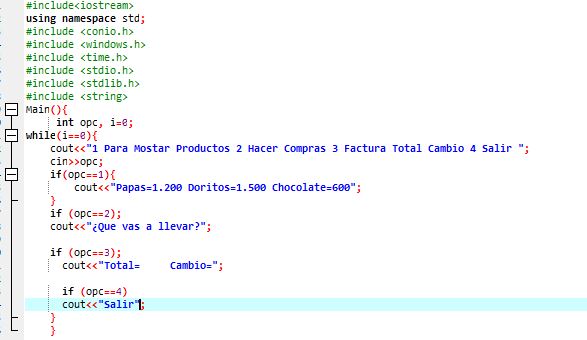 #include<iostream>
using namespace std;
#include <conio.h>
#include <windows.h>
#include <time.h>
#include <stdio.h>
#include <stdlib.h>
#include <string>
Main(){
int opc, i=0;
while(i==0){
cout<<"1 Para Mostar Productos 2 Hacer Compras 3 Factura Total Cambio 4 Salir ";
cin>>opc;
if(opc==1){
cout<<"Papas=1.200 Doritos=1.500 Chocolate=600";
}
if (opc==2);
cout<<"¿Que vas a llevar?";
if (opc==3);
cout<<"Total=     Cambio=";
if (opc==4)
cout<<"Salir";
}
}